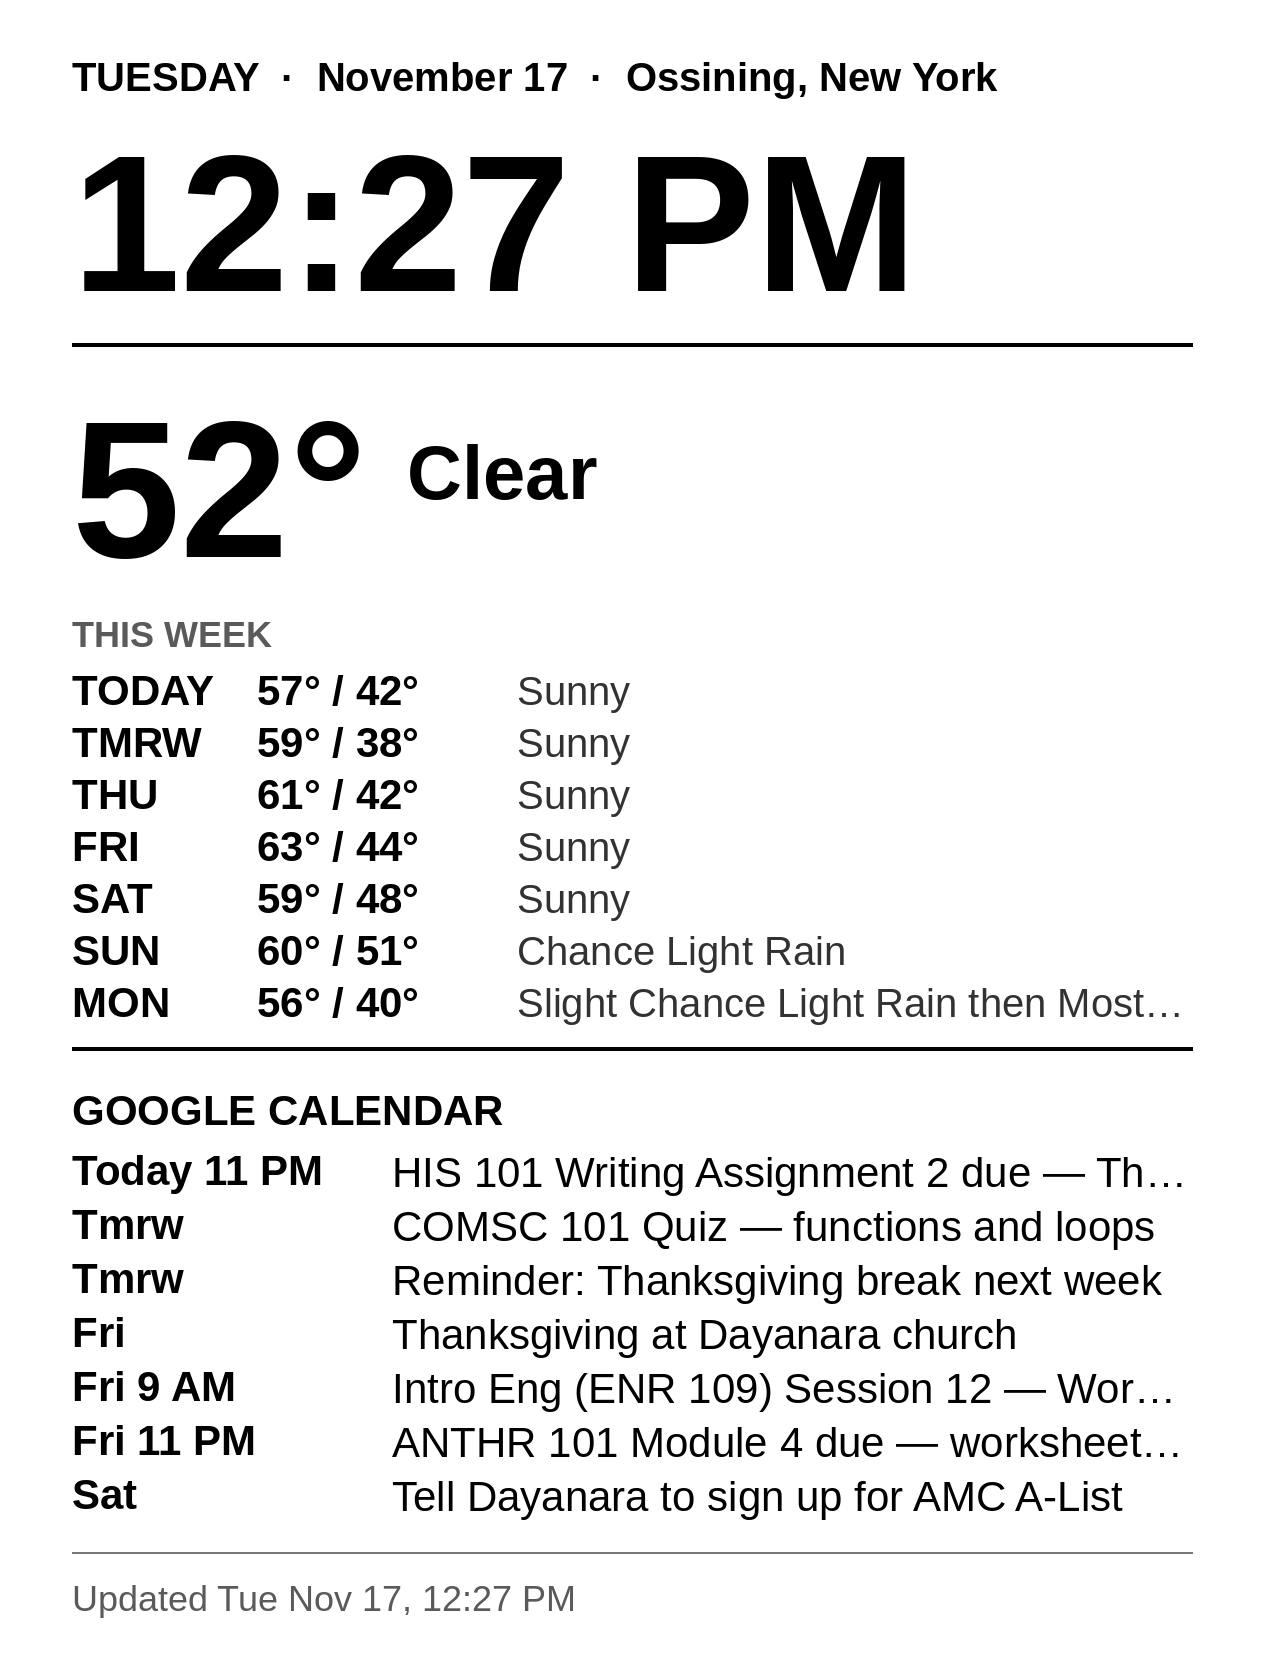 TUESDAY · November 17 · Ossining, New York
12:27 PM
52° Clear
THIS WEEK
TODAY 57° / 42° Sunny
TMRW 59° / 38° Sunny
THU 61° / 42° Sunny
FRI 63° / 44° Sunny
SAT 59° / 48° Sunny
SUN 60° / 51° Chance Light Rain
MON 56° / 40° Slight Chance Light Rain then Most…
GOOGLE CALENDAR
Today 11 PM HIS 101 Writing Assignment 2 due — Th…
Tmrw COMSC 101 Quiz — functions and loops
Tmrw Reminder: Thanksgiving break next week
Fri Thanksgiving at Dayanara church
Fri 9 AM Intro Eng (ENR 109) Session 12 — Wor…
Fri 11 PM ANTHR 101 Module 4 due — worksheet…
Sat Tell Dayanara to sign up for AMC A-List
Updated Tue Nov 17, 12:27 PM